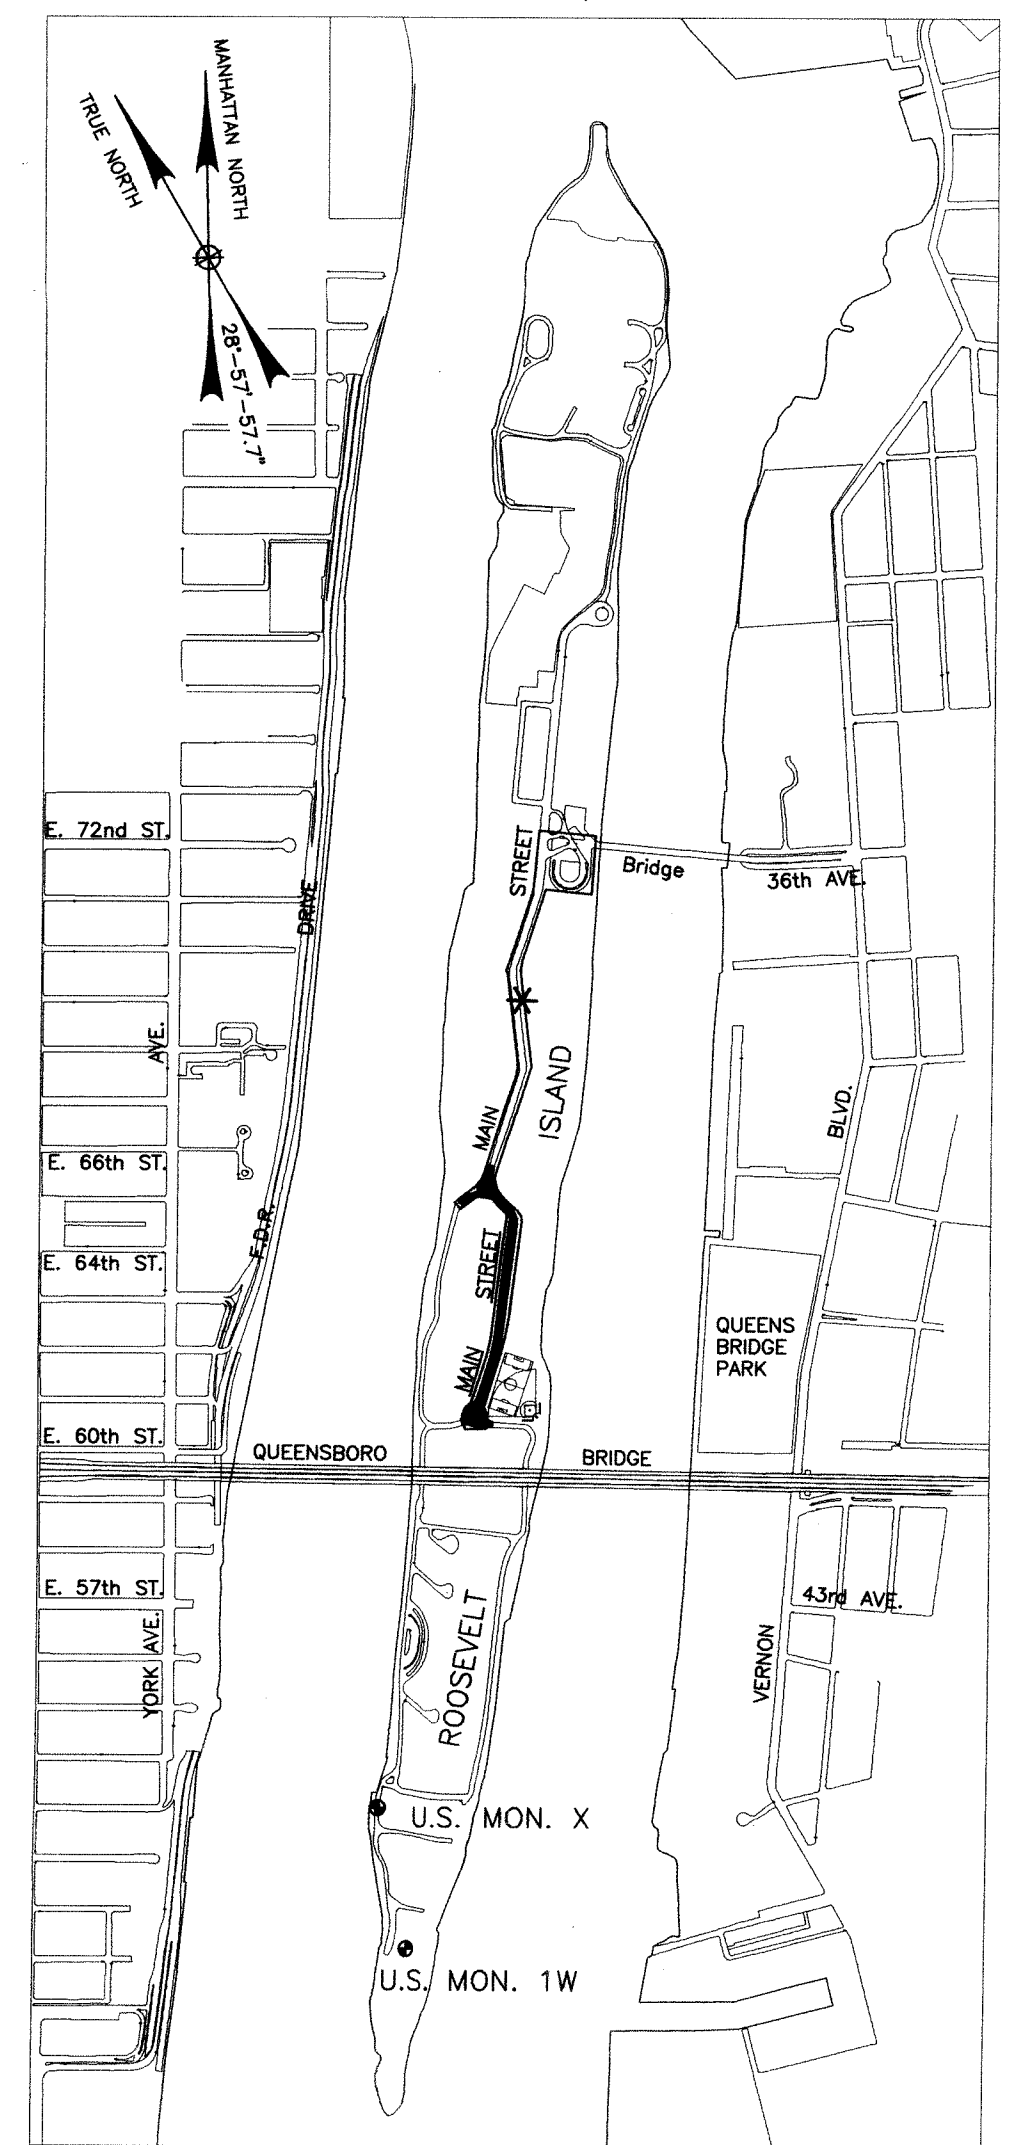 MANHATTAN NORTH
TRUE NORTH
28°-57'-57.7"
E. 72nd ST.
STREET
Bridge
36th AVE.
DRIVE
AVE.
ISLAND
MAIN
BLVD.
E. 66th ST.
F.D.R.
E. 64th ST.
STREET
QUEENS
BRIDGE
PARK
MAIN
E. 60th ST.
QUEENSBORO
BRIDGE
E. 57th ST.
43rd AVE.
ROOSEVELT
VERNON
YORK AVE.
U.S. MON. X
U.S. MON. 1W